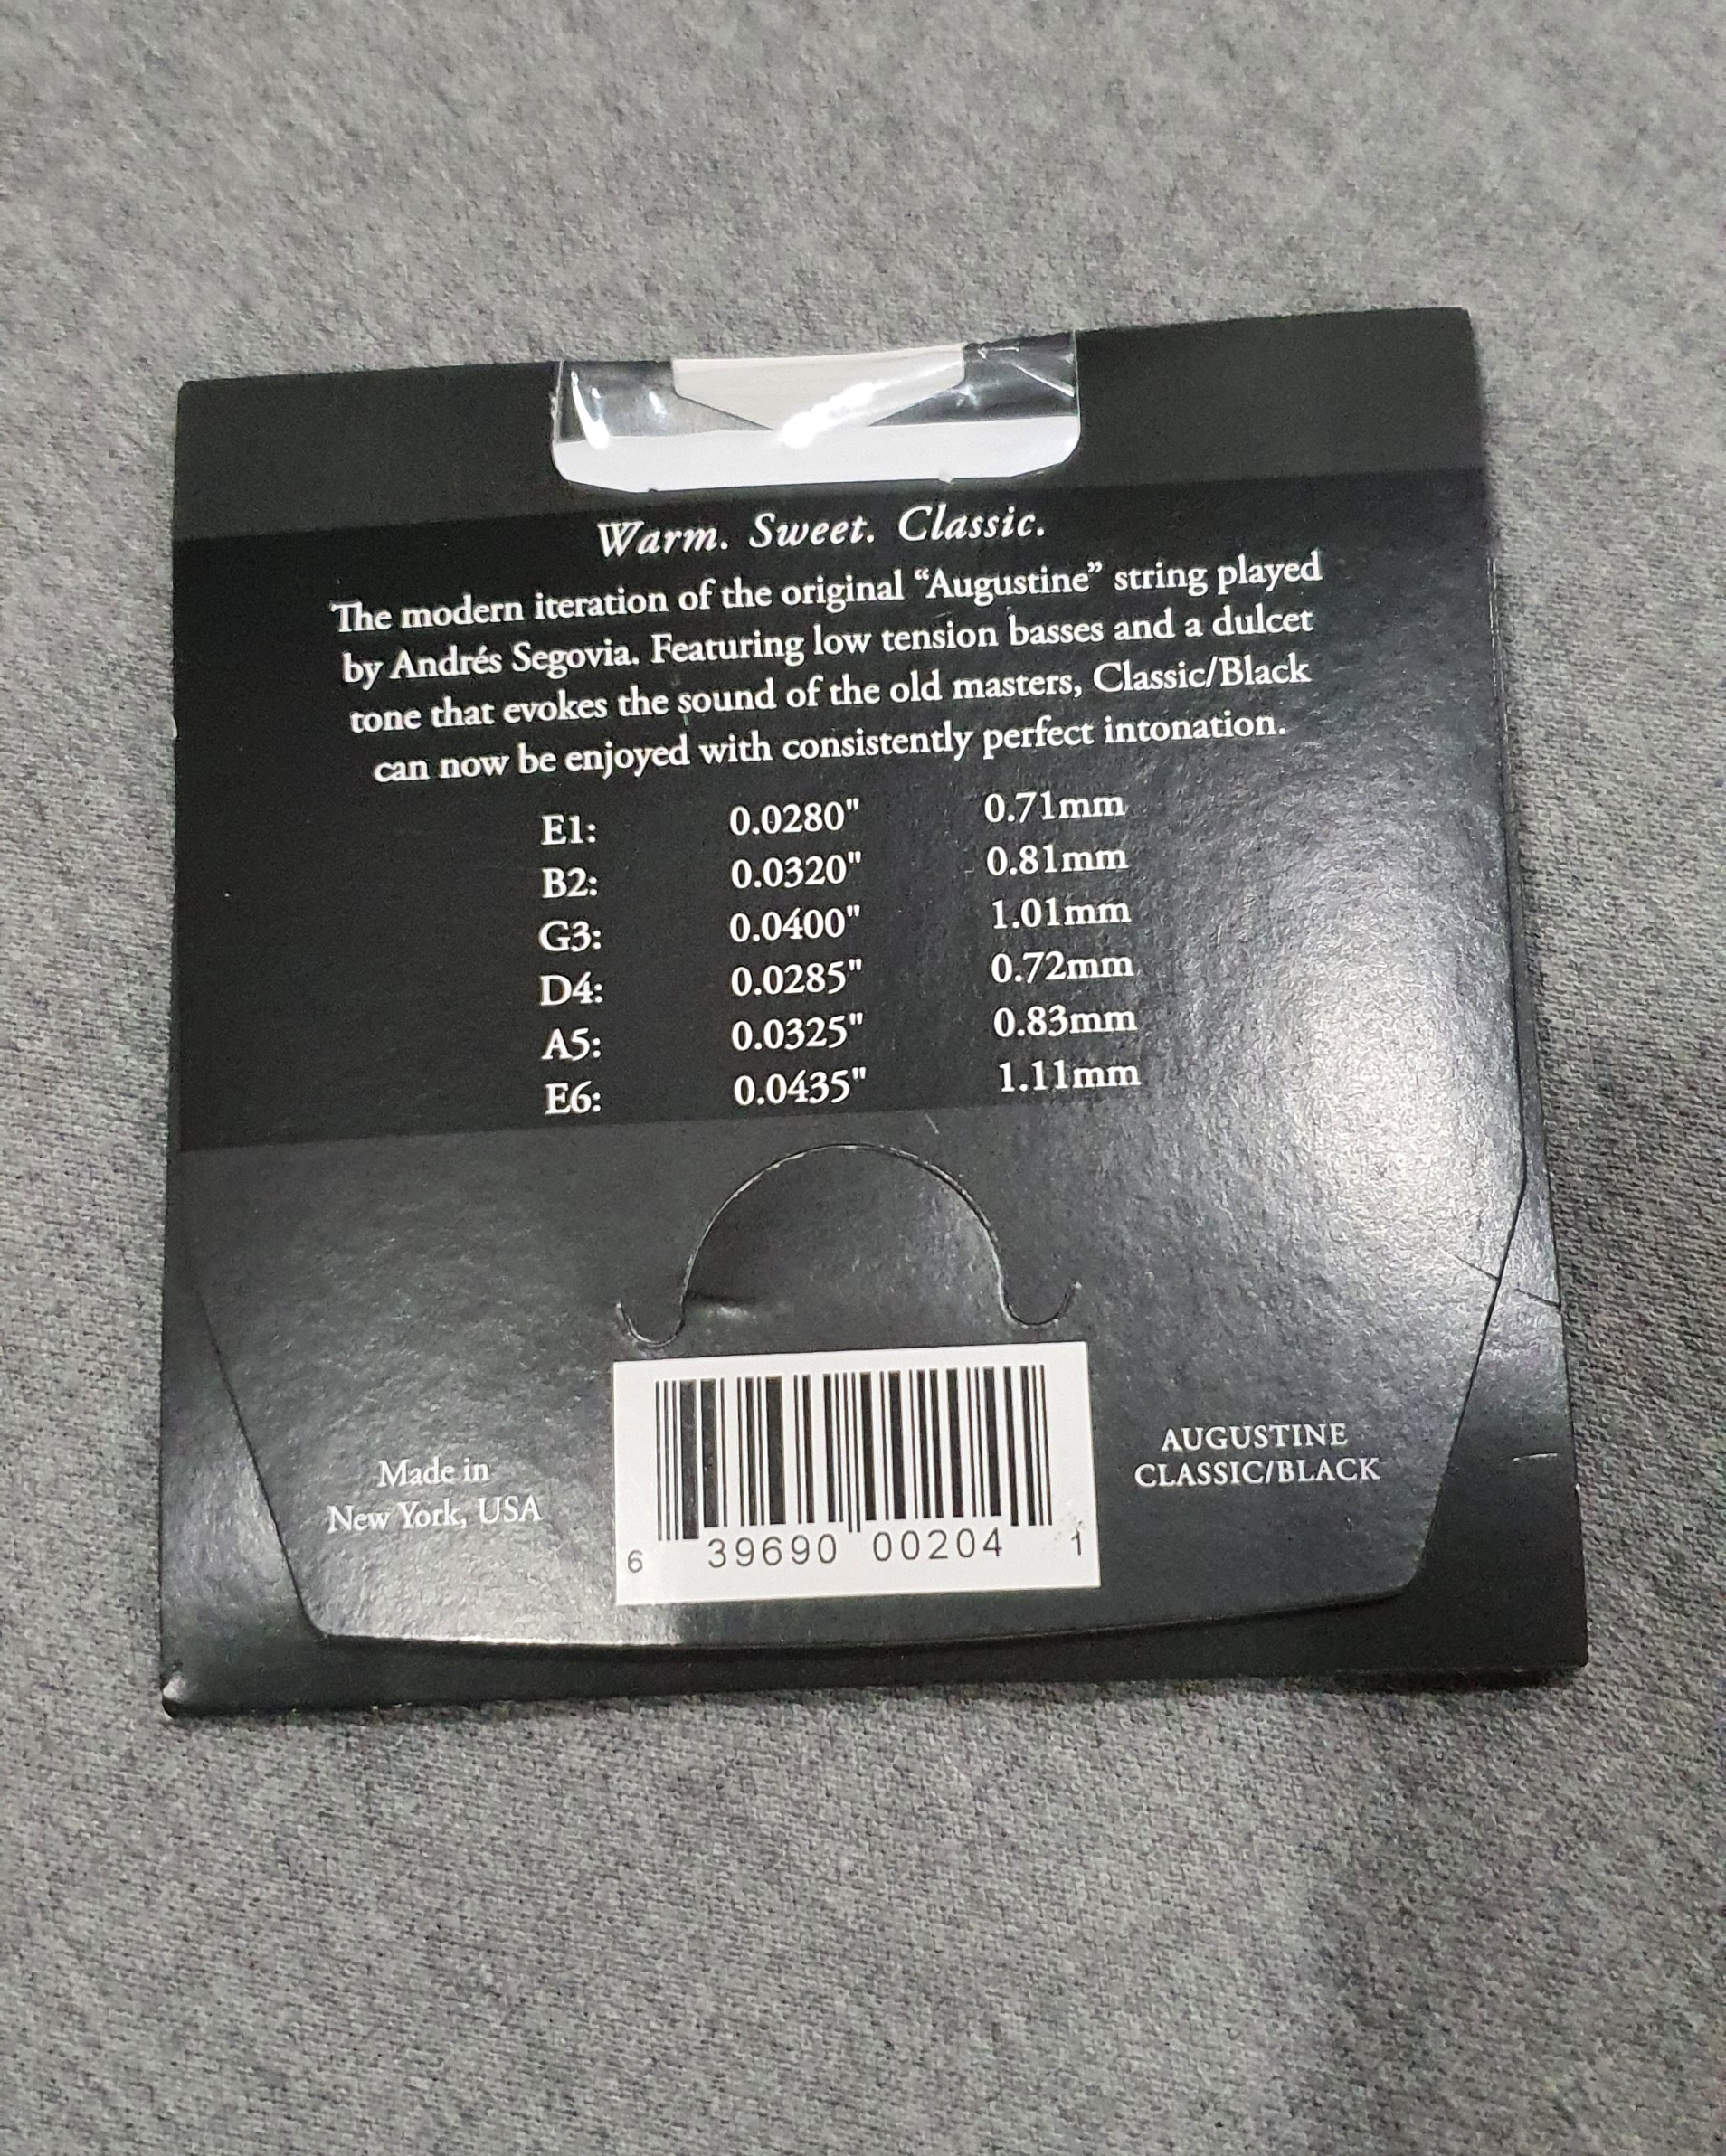 Warm. Sweet. Classic.
The modern iteration of the original “Augustine” string played
by Andrés Segovia. Featuring low tension basses and a dulcet
tone that evokes the sound of the old masters, Classic/Black
can now be enjoyed with consistently perfect intonation.
E1: 0.0280" 0.71mm
B2: 0.0320" 0.81mm
G3: 0.0400" 1.01mm
D4: 0.0285" 0.72mm
A5: 0.0325" 0.83mm
E6: 0.0435" 1.11mm
Made in
New York, USA
6 39690 00204 1
AUGUSTINE
CLASSIC/BLACK